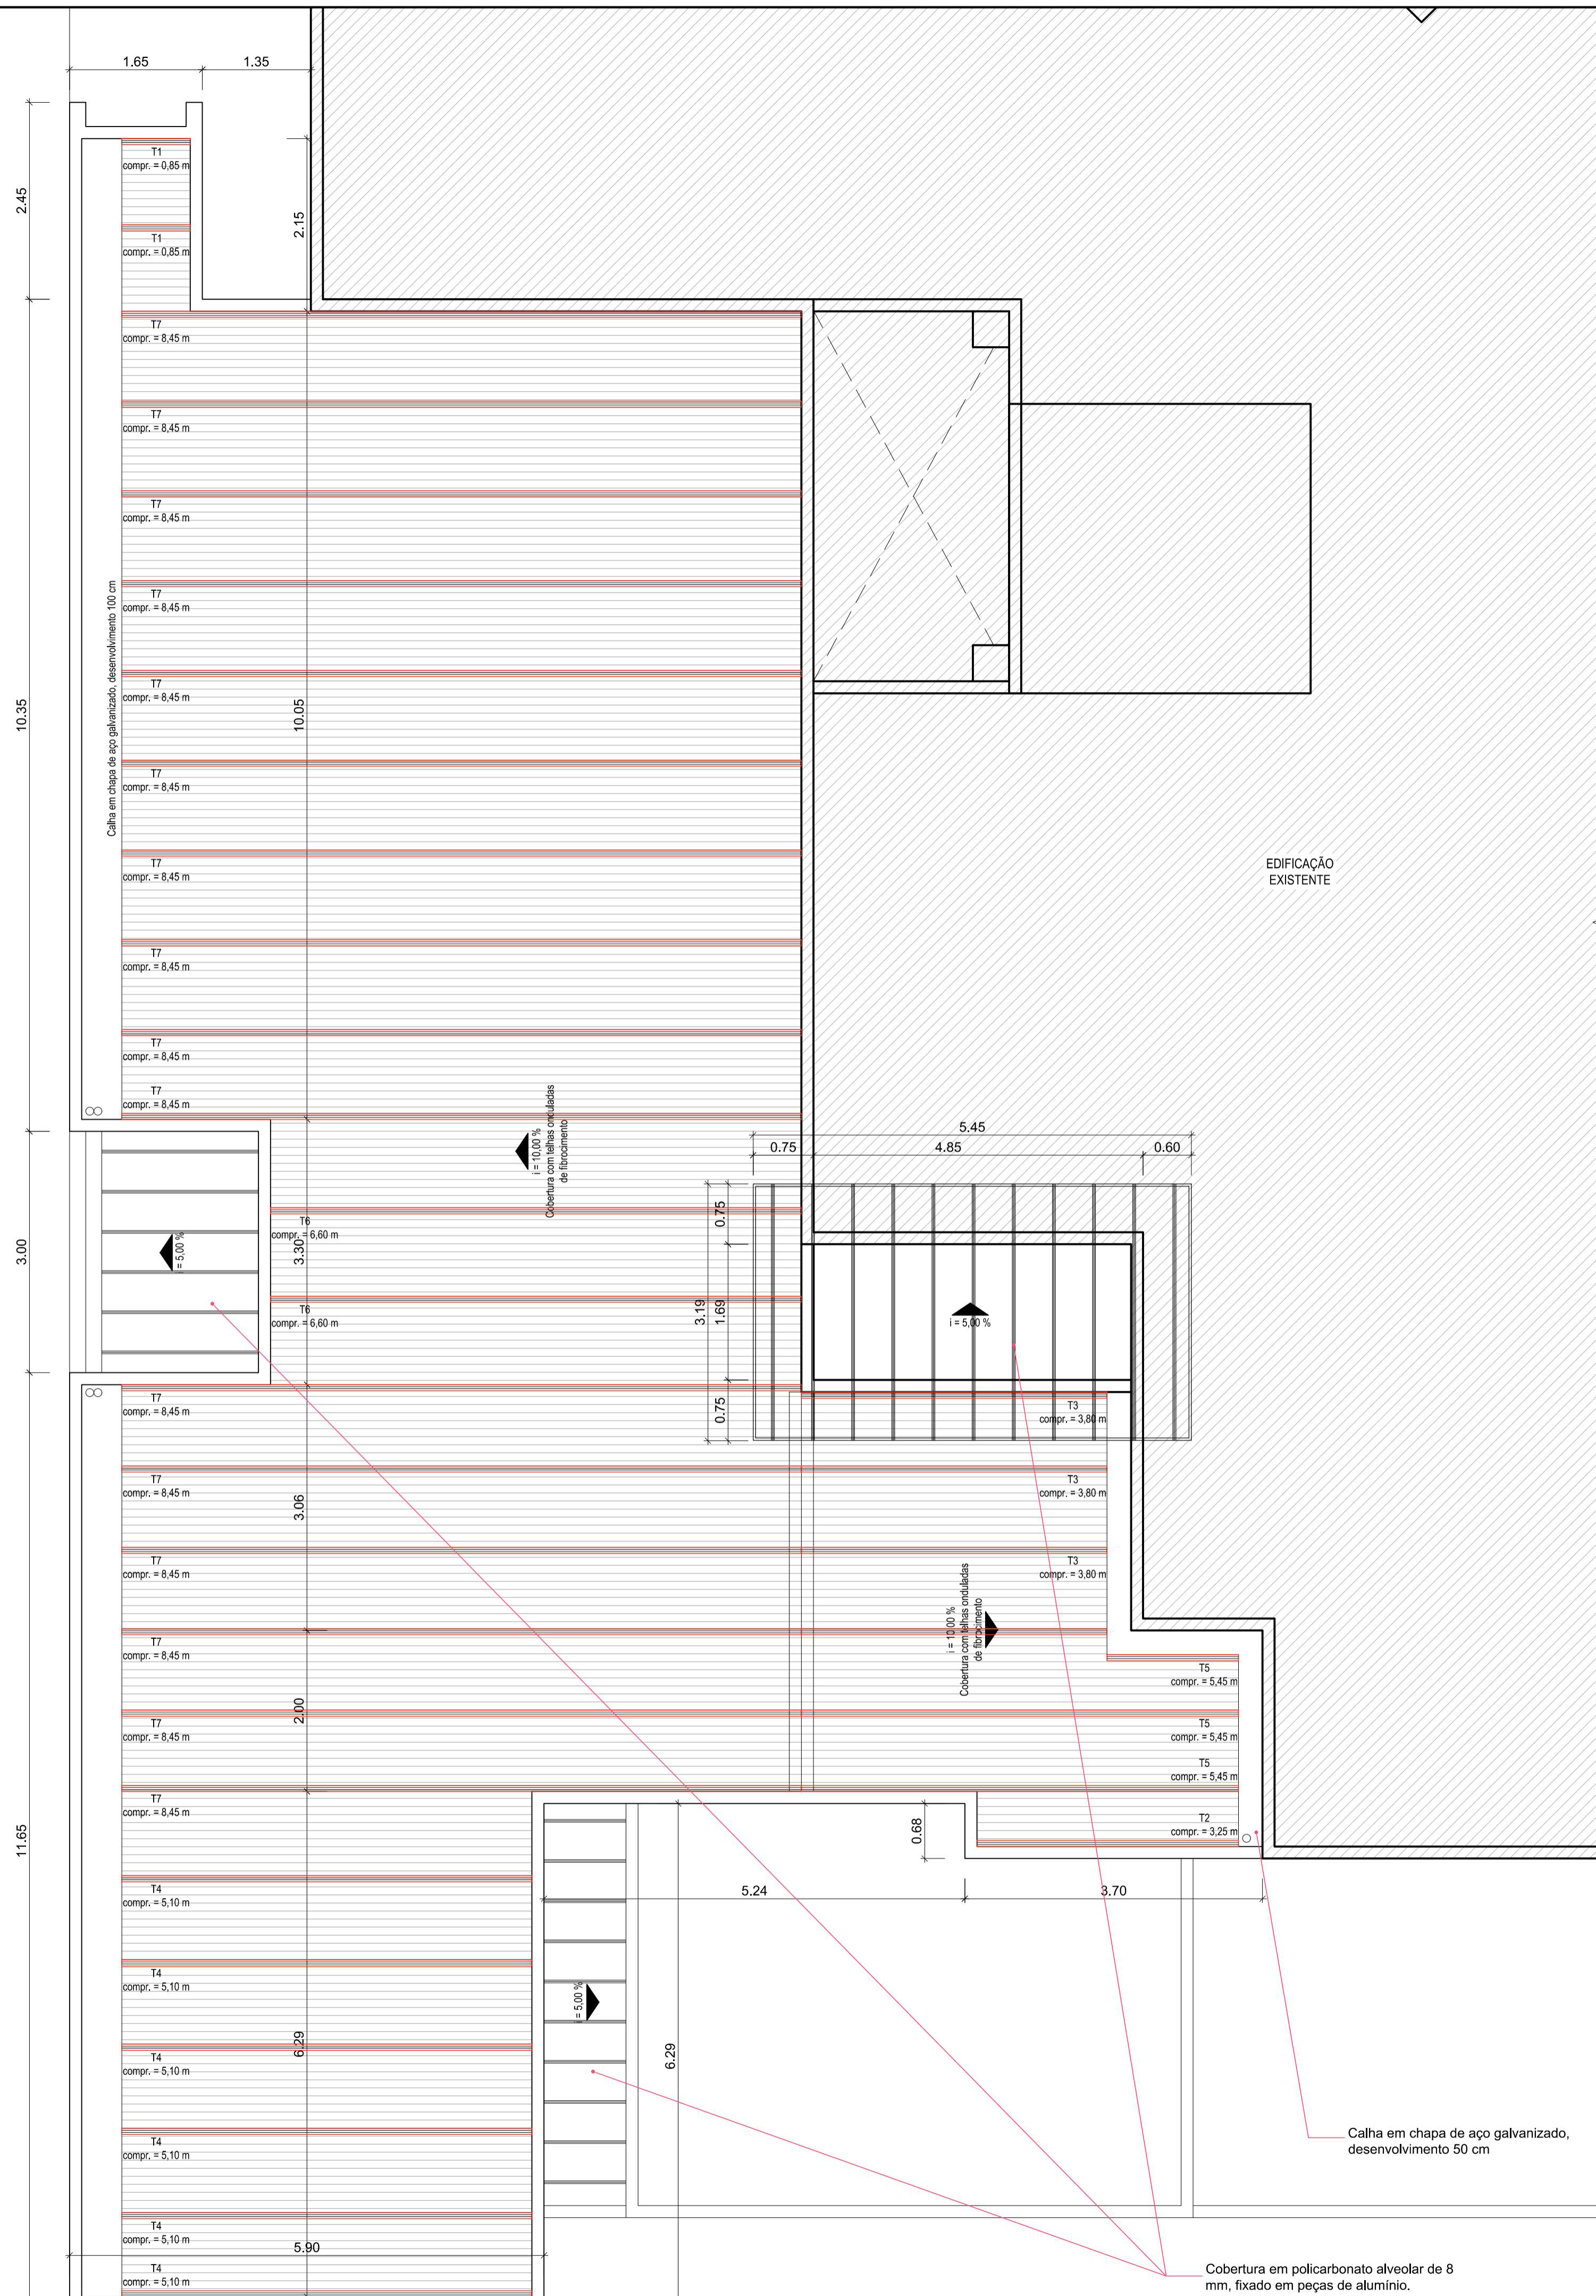 1.65
1.35
2.45
2.15
T1
compr. = 0,85 m
T1
compr. = 0,85 m
T7
compr. = 8,45 m
T7
compr. = 8,45 m
T7
compr. = 8,45 m
T7
compr. = 8,45 m
T7
compr. = 8,45 m
T7
compr. = 8,45 m
T7
compr. = 8,45 m
T7
compr. = 8,45 m
T7
compr. = 8,45 m
T7
compr. = 8,45 m
Calha em chapa de aço galvanizado, desenvolvimento 100 cm
10.35
10.05
EDIFICAÇÃO
EXISTENTE
i = 10,00 %
Cobertura com telhas onduladas
de fibrocimento
5.45
0.75
4.85
0.60
3.00
i = 5,00 %
T6
compr. = 6,60 m
3.30
T6
compr. = 6,60 m
3.19
0.75
1.69
0.75
i = 5,00 %
T7
compr. = 8,45 m
T3
compr. = 3,80 m
T7
compr. = 8,45 m
3.06
T3
compr. = 3,80 m
T7
compr. = 8,45 m
T3
compr. = 3,80 m
T7
compr. = 8,45 m
i = 10,00 %
Cobertura com telhas onduladas
de fibrocimento
T5
compr. = 5,45 m
2.00
T7
compr. = 8,45 m
T5
compr. = 5,45 m
T5
compr. = 5,45 m
T7
compr. = 8,45 m
T2
compr. = 3,25 m
11.65
0.68
5.24
3.70
T4
compr. = 5,10 m
T4
compr. = 5,10 m
i = 5,00 %
6.29
6.29
T4
compr. = 5,10 m
T4
compr. = 5,10 m
Calha em chapa de aço galvanizado,
desenvolvimento 50 cm
T4
compr. = 5,10 m
5.90
T4
compr. = 5,10 m
Cobertura em policarbonato alveolar de 8
mm, fixado em peças de alumínio.